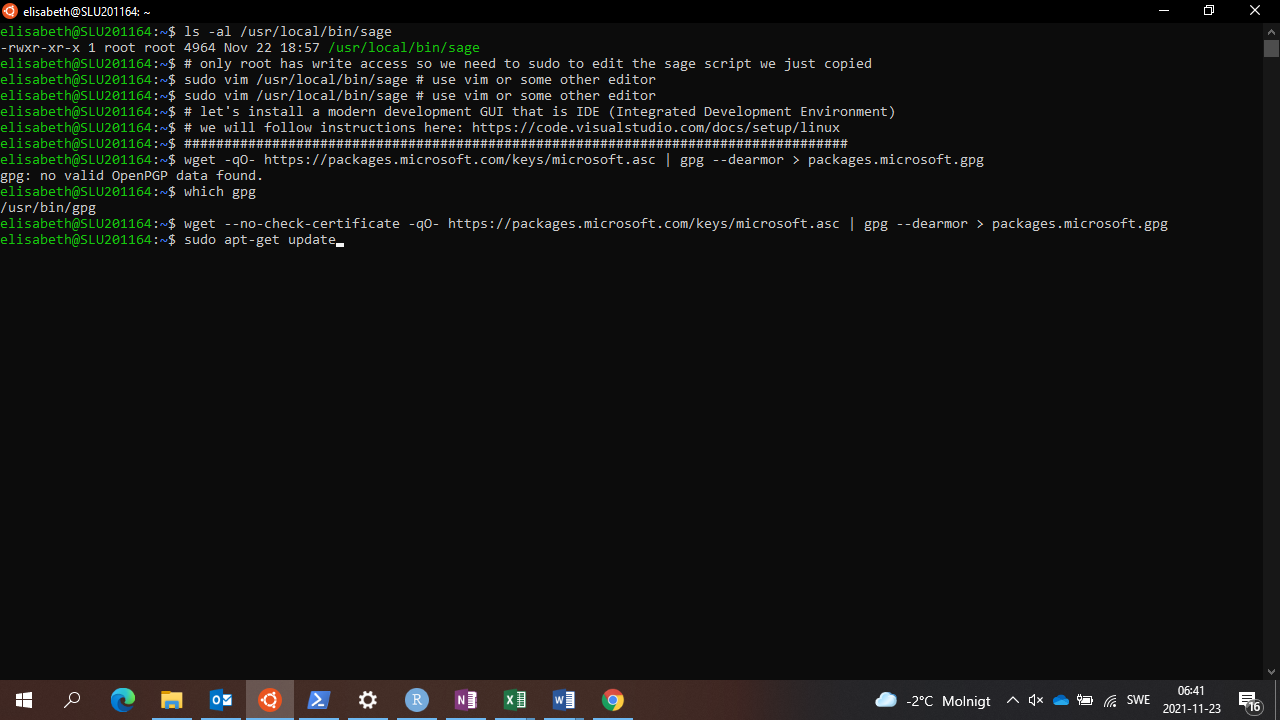 elisabeth@SLU201164: ~
elisabeth@SLU201164:~$ ls -al /usr/local/bin/sage
-rwxr-xr-x 1 root root 4964 Nov 22 18:57 /usr/local/bin/sage
elisabeth@SLU201164:~$ # only root has write access so we need to sudo to edit the sage script we just copied
elisabeth@SLU201164:~$ sudo vim /usr/local/bin/sage # use vim or some other editor
elisabeth@SLU201164:~$ sudo vim /usr/local/bin/sage # use vim or some other editor
elisabeth@SLU201164:~$ # let's install a modern development GUI that is IDE (Integrated Development Environment)
elisabeth@SLU201164:~$ # we will follow instructions here: https://code.visualstudio.com/docs/setup/linux
elisabeth@SLU201164:~$ ###################################################################################
elisabeth@SLU201164:~$ wget -qO- https://packages.microsoft.com/keys/microsoft.asc | gpg --dearmor > packages.microsoft.gpg
gpg: no valid OpenPGP data found.
elisabeth@SLU201164:~$ which gpg
/usr/bin/gpg
elisabeth@SLU201164:~$ wget --no-check-certificate -qO- https://packages.microsoft.com/keys/microsoft.asc | gpg --dearmor > packages.microsoft.gpg
elisabeth@SLU201164:~$ sudo apt-get update
-2°C Molnigt
SWE
06:41
2021-11-23
16